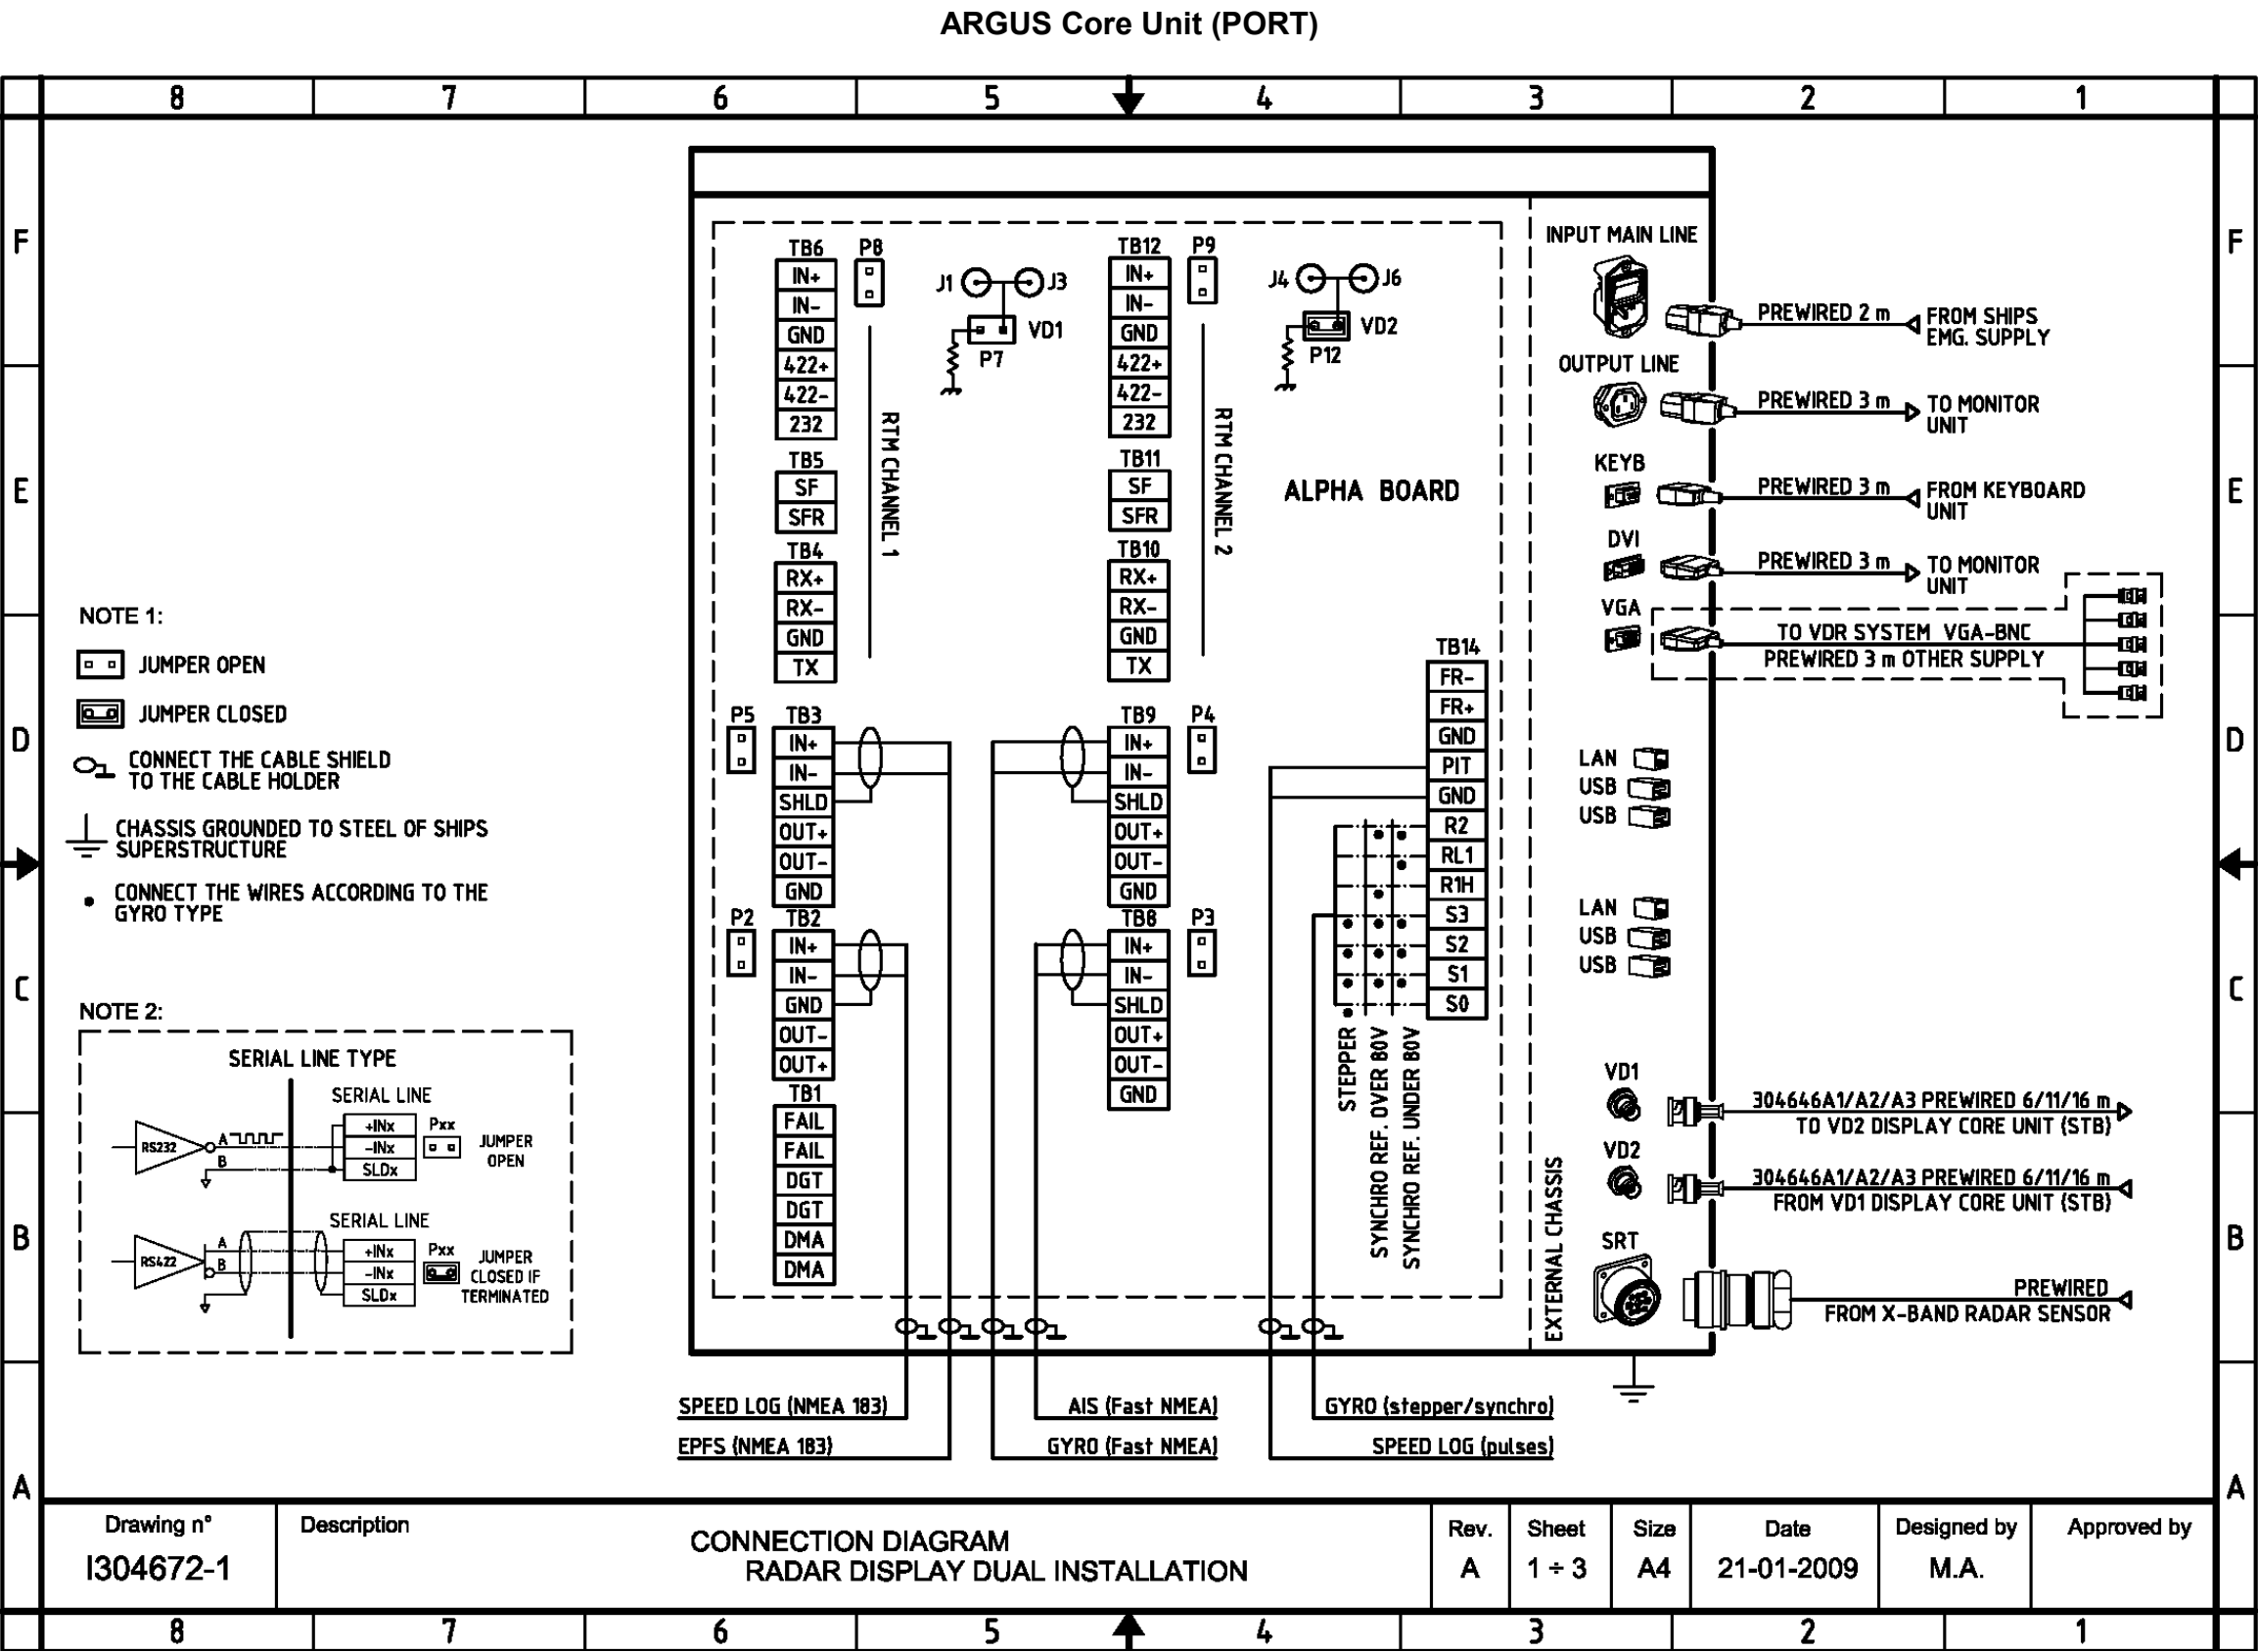 ARGUS Core Unit (PORT)
8 7 6 5 4 3 2 1
F
E
D
C
B
A
F
E
D
C
B
A
NOTE 1:
JUMPER OPEN
JUMPER CLOSED
CONNECT THE CABLE SHIELD
TO THE CABLE HOLDER
CHASSIS GROUNDED TO STEEL OF SHIPS
SUPERSTRUCTURE
CONNECT THE WIRES ACCORDING TO THE
GYRO TYPE
NOTE 2:
SERIAL LINE TYPE
SERIAL LINE
RS232
A
B
+INx
-INx
SLDx
Pxx
JUMPER
OPEN
SERIAL LINE
RS422
A
B
+INx
-INx
SLDx
Pxx
JUMPER
CLOSED IF
TERMINATED
TB6
IN+
IN-
GND
422+
422-
232
P8
TB5
SF
SFR
TB4
RX+
RX-
GND
TX
RTM CHANNEL 1
J1
J3
VD1
P7
P5
TB3
IN+
IN-
SHLD
OUT+
OUT-
GND
P2
TB2
IN+
IN-
GND
OUT-
OUT+
TB1
FAIL
FAIL
DGT
DGT
DMA
DMA
TB12
IN+
IN-
GND
422+
422-
232
P9
TB11
SF
SFR
TB10
RX+
RX-
GND
TX
RTM CHANNEL 2
J4
J6
VD2
P12
ALPHA BOARD
TB9
IN+
IN-
SHLD
OUT+
OUT-
GND
P4
TB8
IN+
IN-
SHLD
OUT+
OUT-
GND
P3
TB14
FR-
FR+
GND
PIT
GND
R2
RL1
R1H
S3
S2
S1
S0
STEPPER
SYNCHRO REF. OVER 80V
SYNCHRO REF. UNDER 80V
EXTERNAL CHASSIS
INPUT MAIN LINE
PREWIRED 2 m
FROM SHIPS
EMG. SUPPLY
OUTPUT LINE
PREWIRED 3 m
TO MONITOR
UNIT
KEYB
PREWIRED 3 m
FROM KEYBOARD
UNIT
DVI
PREWIRED 3 m
TO MONITOR
UNIT
VGA
TO VDR SYSTEM VGA-BNC
PREWIRED 3 m OTHER SUPPLY
LAN
USB
USB
LAN
USB
USB
VD1
304646A1/A2/A3 PREWIRED 6/11/16 m
TO VD2 DISPLAY CORE UNIT (STB)
VD2
304646A1/A2/A3 PREWIRED 6/11/16 m
FROM VD1 DISPLAY CORE UNIT (STB)
SRT
PREWIRED
FROM X-BAND RADAR SENSOR
SPEED LOG (NMEA 183)
EPFS (NMEA 183)
AIS (Fast NMEA)
GYRO (Fast NMEA)
GYRO (stepper/synchro)
SPEED LOG (pulses)
Drawing n°
I304672-1
Description
CONNECTION DIAGRAM
RADAR DISPLAY DUAL INSTALLATION
Rev.
A
Sheet
1 ÷ 3
Size
A4
Date
21-01-2009
Designed by
M.A.
Approved by
8 7 6 5 4 3 2 1